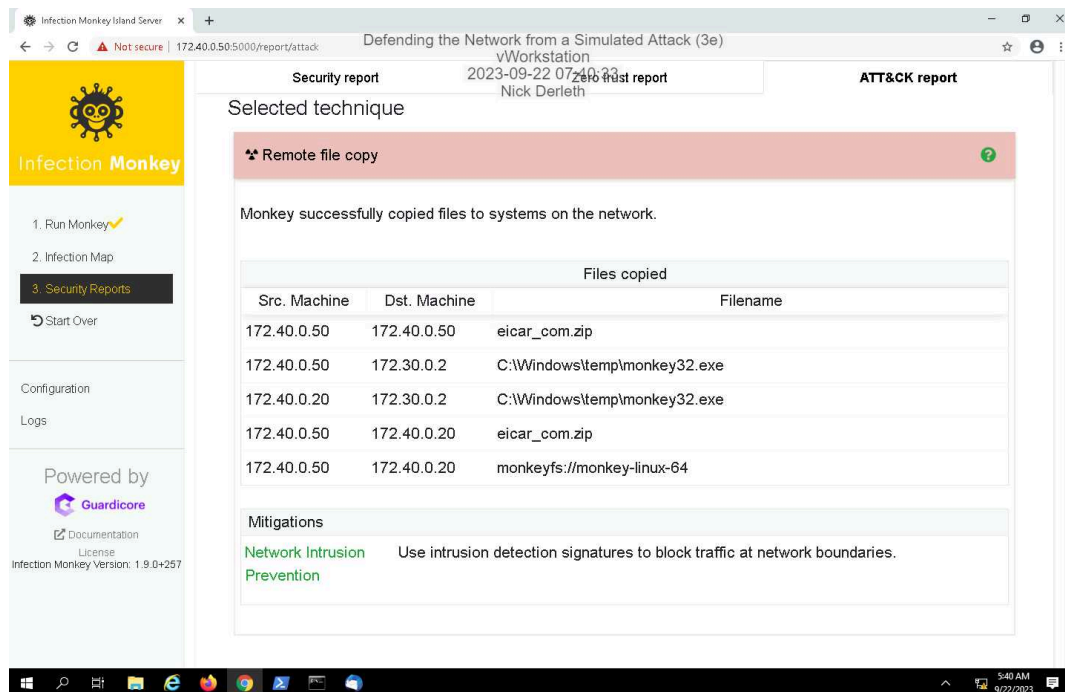 Infection Monkey Island Server
Not secure | 172.40.0.50:5000/report/attack
Defending the Network from a Simulated Attack (3e)
vWorkstation
2023-09-22 07:40:33
Nick Derleth
Security report
Zero trust report
ATT&CK report
Infection Monkey
1. Run Monkey
2. Infection Map
3. Security Reports
Start Over
Configuration
Logs
Powered by
Guardicore
Documentation
License
Infection Monkey Version: 1.9.0+257
Selected technique
Remote file copy
?
Monkey successfully copied files to systems on the network.
Files copied
Src. Machine Dst. Machine Filename
172.40.0.50 172.40.0.50 eicar_com.zip
172.40.0.50 172.30.0.2 C:\Windows\temp\monkey32.exe
172.40.0.20 172.30.0.2 C:\Windows\temp\monkey32.exe
172.40.0.50 172.40.0.20 eicar_com.zip
172.40.0.50 172.40.0.20 monkeyfs://monkey-linux-64
Mitigations
Network Intrusion Use intrusion detection signatures to block traffic at network boundaries.
Prevention
5:40 AM
9/22/2023